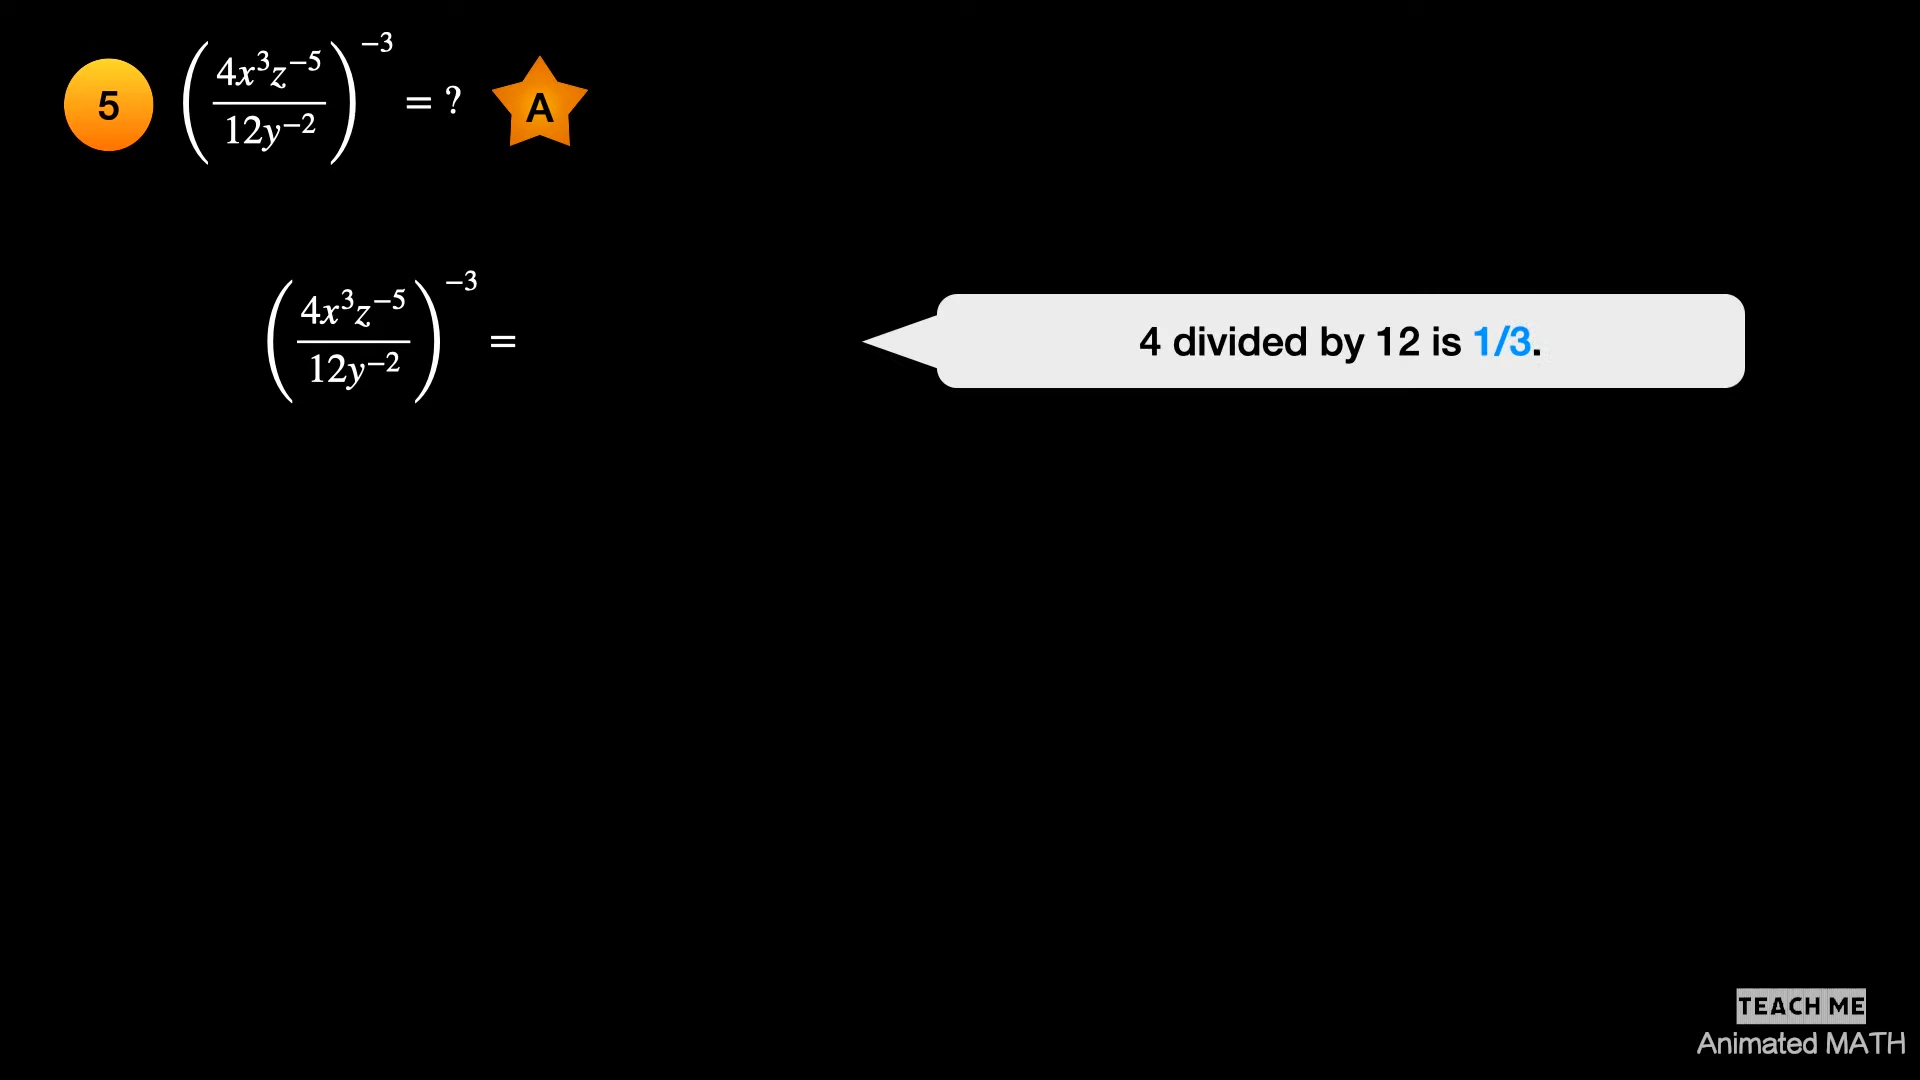 5 (4x³z⁻⁵ / 12y⁻²)⁻³ = ? A
(4x³z⁻⁵ / 12y⁻²)⁻³ =
4 divided by 12 is 1/3.
TEACH ME
Animated MATH